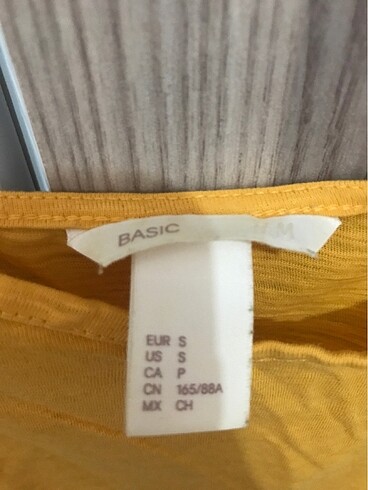 BASIC H&M
EUR S
US S
CA P
CN 165/88A
MX CH